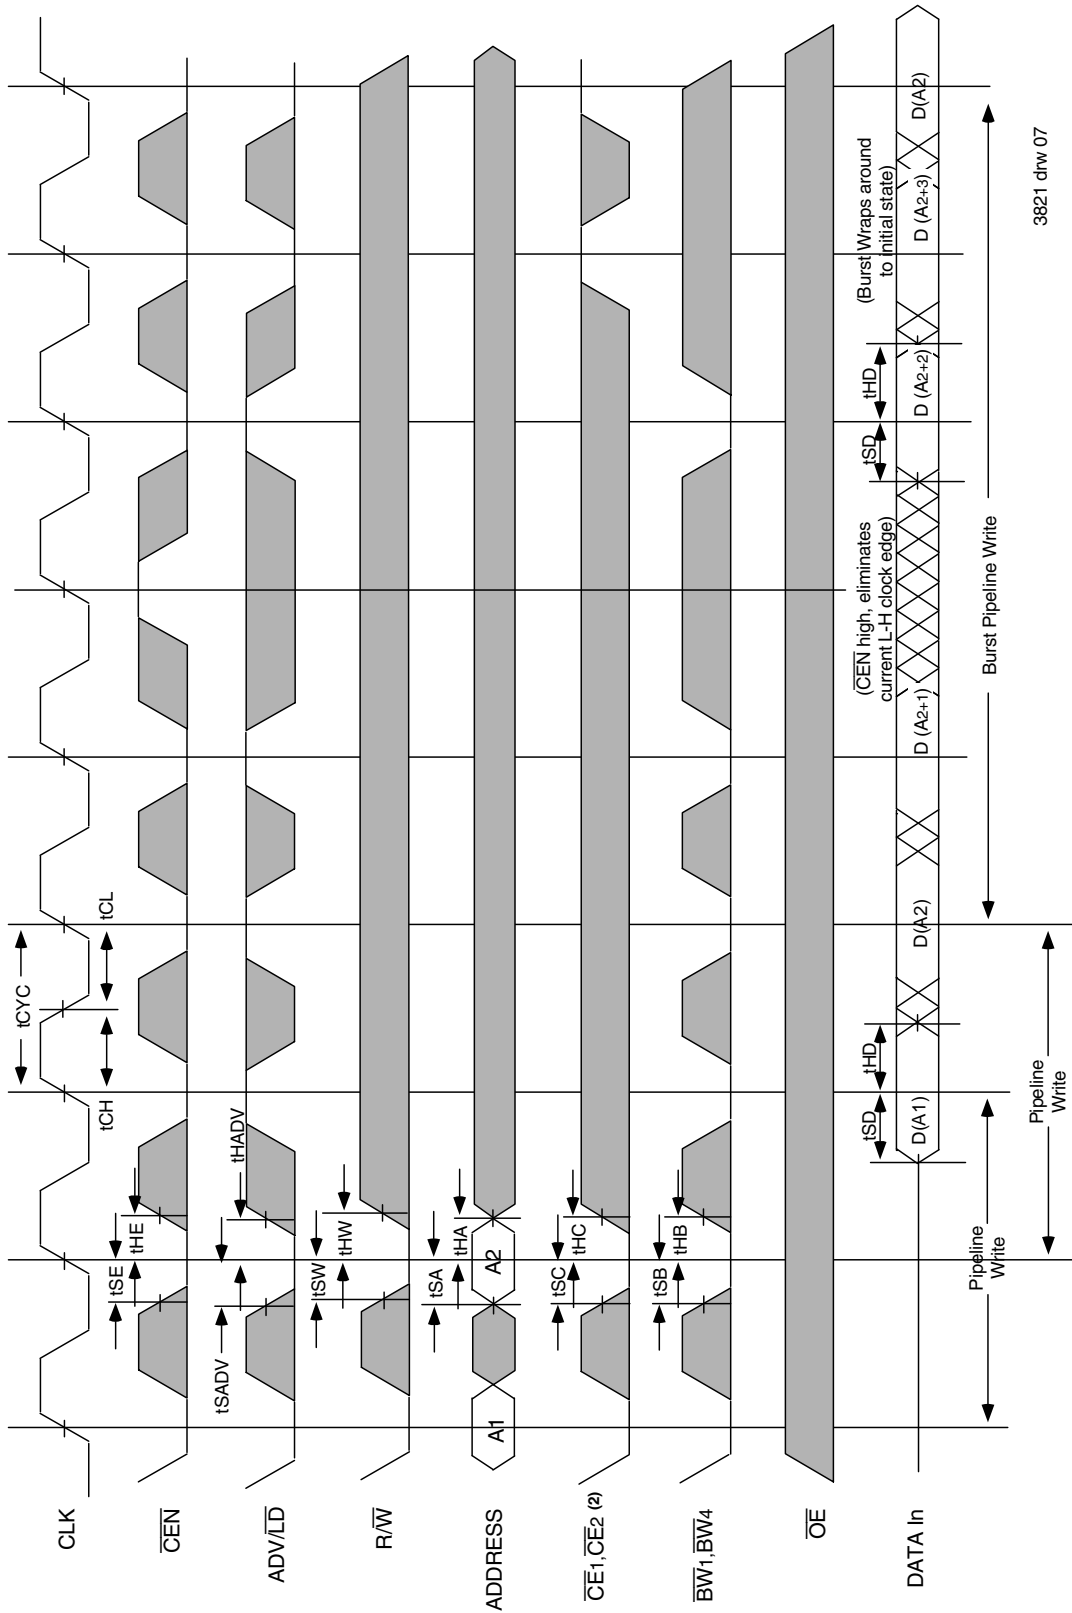 tCYC
tCH
tCL
CLK
tSE
tHE
CEN
tSADV
tHADV
ADV/LD
tSW
tHW
R/W
tSA
tHA
ADDRESS
A1
A2
tSC
tHC
CE1,CE2 (2)
tSB
tHB
BW1,BW4
OE
(CEN high, eliminates
current L-H clock edge)
(Burst Wraps around
to initial state)
tSD
tHD
tSD
tHD
DATA In
D(A1)
D(A2)
D (A2+1)
D (A2+2)
D (A2+3)
D(A2)
Pipeline
Write
Burst Pipeline Write
Pipeline
Write
3821 drw 07